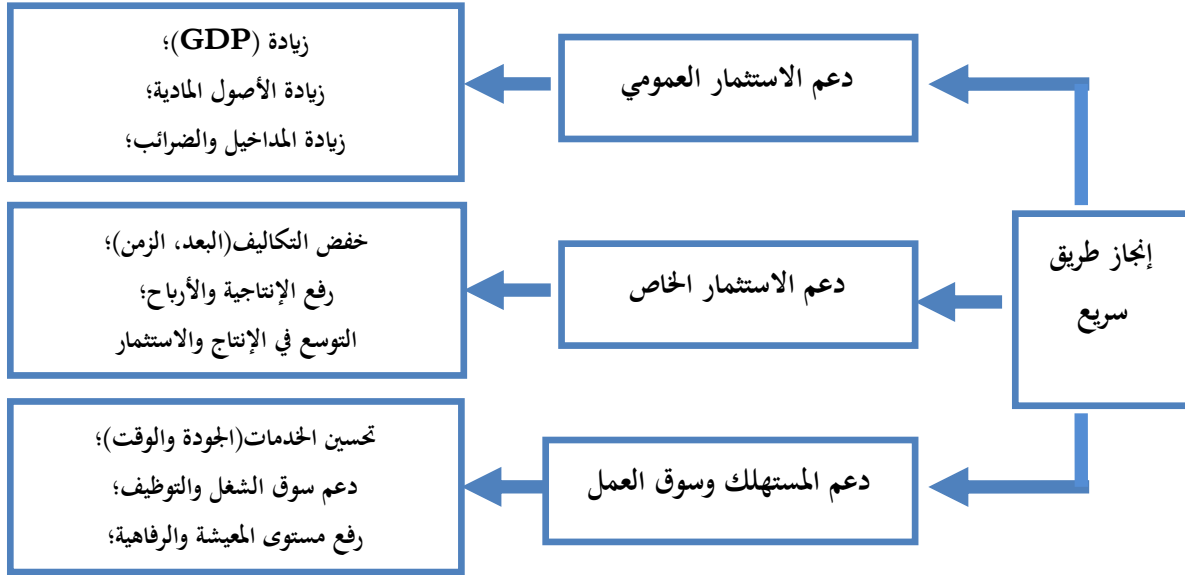 إنجاز طريق
سريع
دعم الاستثمار العمومي
زيادة (GDP)؛
زيادة الأصول المادية؛
زيادة المداخيل والضرائب؛
دعم الاستثمار الخاص
خفض التكاليف(البعد، الزمن)؛
رفع الإنتاجية والأرباح؛
التوسع في الإنتاج والاستثمار
دعم المستهلك وسوق العمل
تحسين الخدمات(الجودة والوقت)؛
دعم سوق الشغل والتوظيف؛
رفع مستوى المعيشة والرفاهية؛